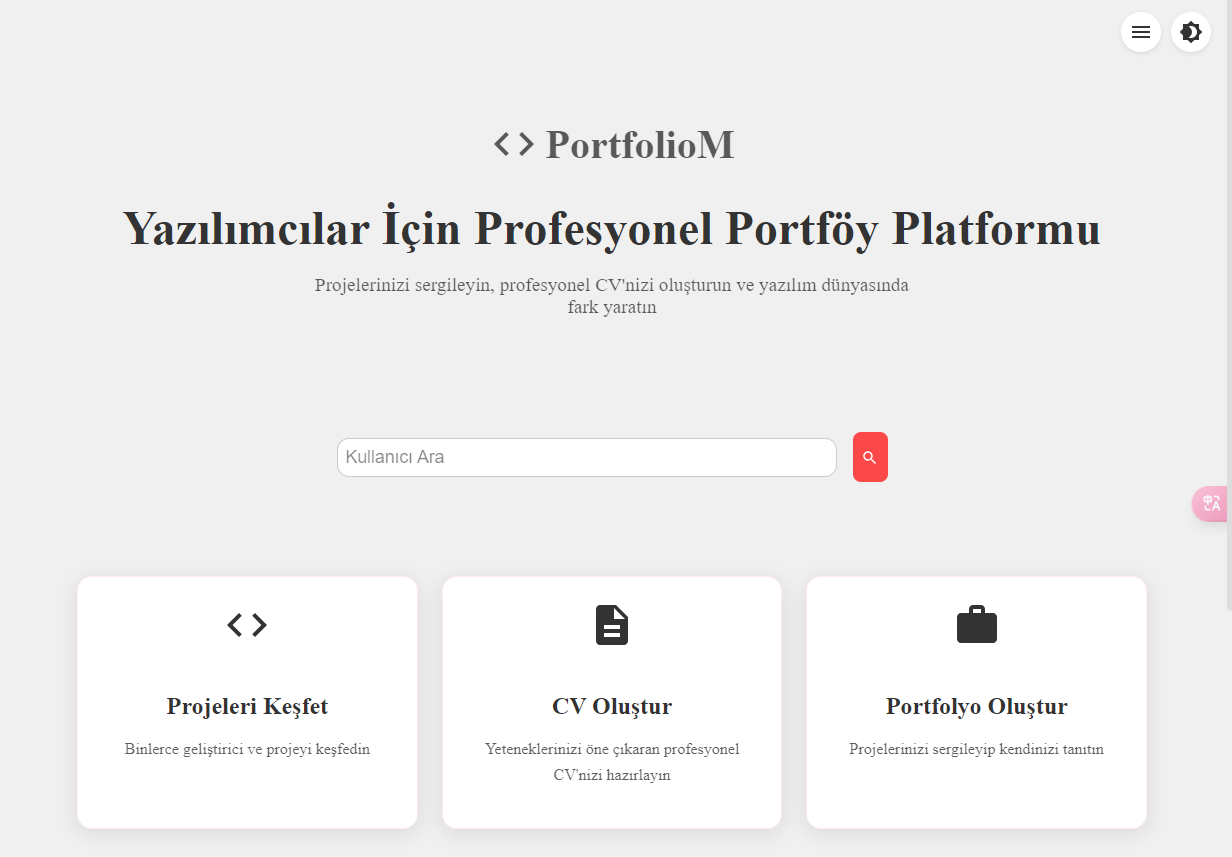 PortfolioM
Yazılımcılar İçin Profesyonel Portföy Platformu
Projelerinizi sergileyin, profesyonel CV'nizi oluşturun ve yazılım dünyasında
fark yaratın
Kullanıcı Ara
Projeleri Keşfet
Binlerce geliştirici ve projeyi keşfedin
CV Oluştur
Yeteneklerinizi öne çıkaran profesyonel
CV'nizi hazırlayın
Portfolyo Oluştur
Projelerinizi sergileyip kendinizi tanıtın